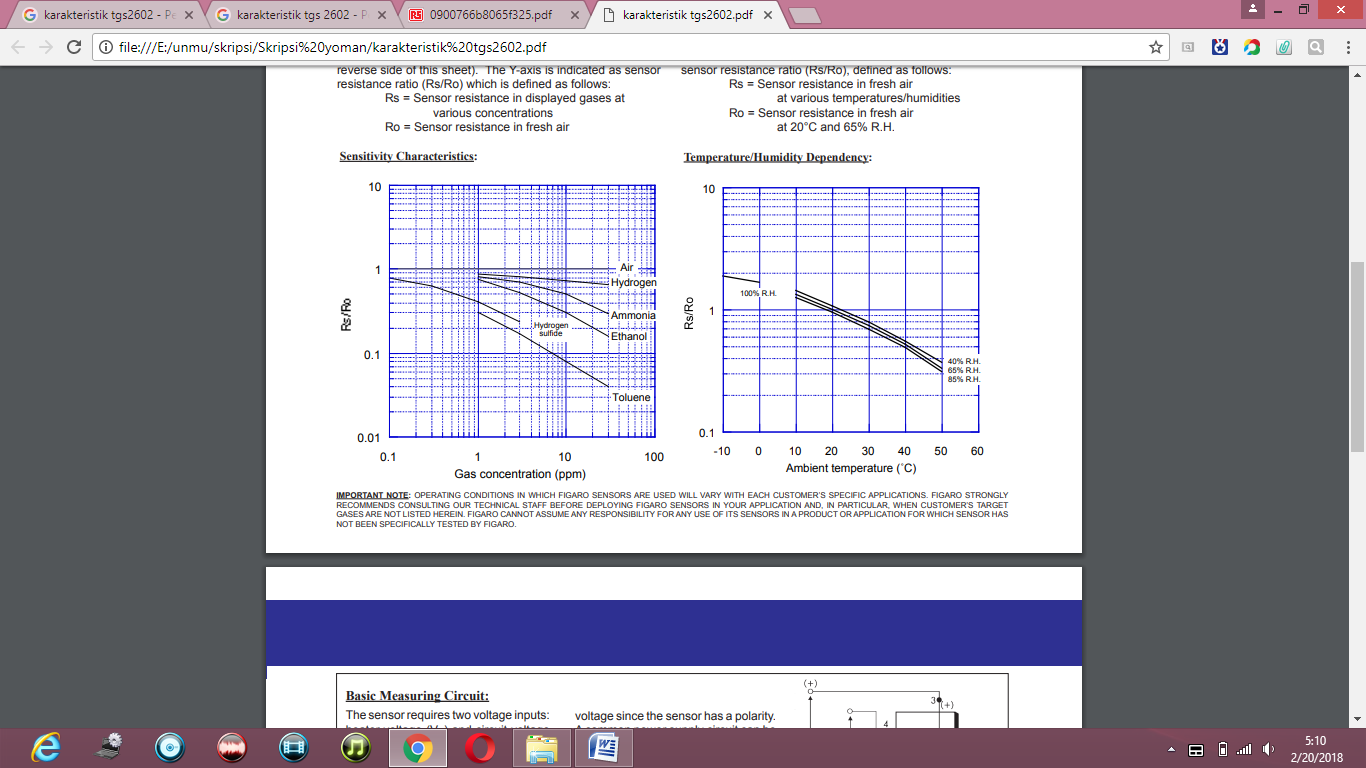 karakteristik tgs2602 - Pe
karakteristik tgs 2602 - P
0900766b8065f325.pdf
karakteristik tgs2602.pdf
file:///E:/unmu/skripsi/Skripsi%20yoman/karakteristik%20tgs2602.pdf
reverse side of this sheet). The Y-axis is indicated as sensor
resistance ratio (Rs/Ro) which is defined as follows:
Rs = Sensor resistance in displayed gases at
various concentrations
Ro = Sensor resistance in fresh air
sensor resistance ratio (Rs/Ro), defined as follows:
Rs = Sensor resistance in fresh air
at various temperatures/humidities
Ro = Sensor resistance in fresh air
at 20°C and 65% R.H.
Sensitivity Characteristics:
10
1
0.1
0.01
Rs/Ro
Air
Hydrogen
Ammonia
Hydrogen
sulfide
Ethanol
Toluene
0.1 1 10 100
Gas concentration (ppm)
Temperature/Humidity Dependency:
10
1
0.1
Rs/Ro
100% R.H.
40% R.H.
65% R.H.
85% R.H.
-10 0 10 20 30 40 50 60
Ambient temperature (˚C)
IMPORTANT NOTE: OPERATING CONDITIONS IN WHICH FIGARO SENSORS ARE USED WILL VARY WITH EACH CUSTOMER'S SPECIFIC APPLICATIONS. FIGARO STRONGLY
RECOMMENDS CONSULTING OUR TECHNICAL STAFF BEFORE DEPLOYING FIGARO SENSORS IN YOUR APPLICATION AND, IN PARTICULAR, WHEN CUSTOMER'S TARGET
GASES ARE NOT LISTED HEREIN. FIGARO CANNOT ASSUME ANY RESPONSIBILITY FOR ANY USE OF ITS SENSORS IN A PRODUCT OR APPLICATION FOR WHICH SENSOR HAS
NOT BEEN SPECIFICALLY TESTED BY FIGARO.
Basic Measuring Circuit:
The sensor requires two voltage inputs:
voltage since the sensor has a polarity.
(+)
3
(+)
4
5:10
2/20/2018